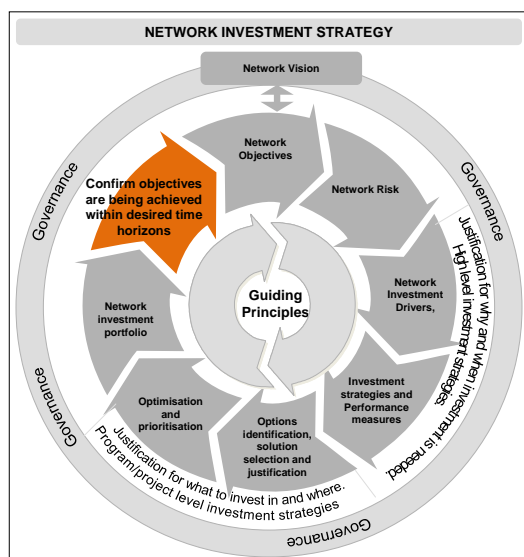 NETWORK INVESTMENT STRATEGY
Network Vision
Network
Objectives
Network Risk
Network
Investment
Drivers,
Investment
strategies and
Performance
measures
Options
identification,
solution
selection and
justification
Optimisation
and
prioritisation
Network
investment
portfolio
Confirm objectives
are being achieved
within desired time
horizons
Guiding
Principles
Governance
Governance
Governance
Governance
Justification for why and when investment is needed,
High level investment strategies.
Justification for what to invest in and where.
Program/project level investment strategies